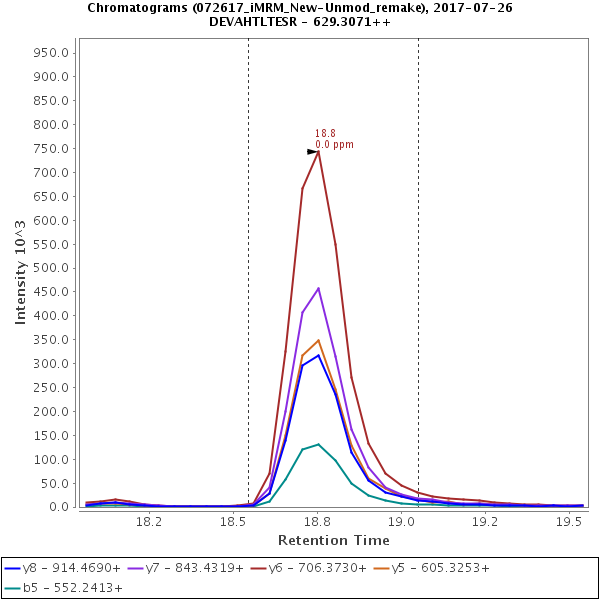 Chromatograms (072617_iMRM_New-Unmod_remake), 2017-07-26
DEVAHTLTESR - 629.3071++
950.0
900.0
850.0
800.0
750.0
700.0
650.0
600.0
550.0
500.0
450.0
400.0
350.0
300.0
250.0
200.0
150.0
100.0
50.0
0.0
Intensity 10^3
18.8
0.0 ppm
18.2
18.5
18.8
19.0
19.2
19.5
Retention Time
y8 - 914.4690+
y7 - 843.4319+
y6 - 706.3730+
y5 - 605.3253+
b5 - 552.2413+